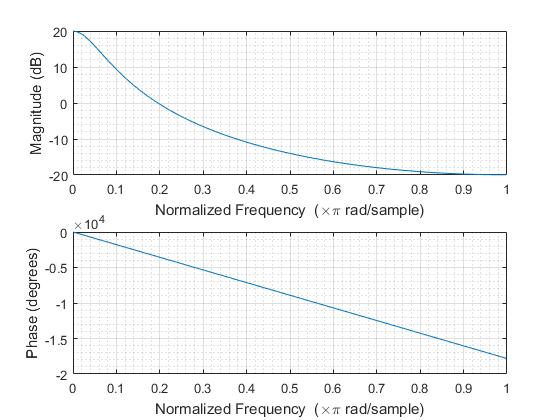 20
10
0
-10
-20
Magnitude (dB)
0 0.1 0.2 0.3 0.4 0.5 0.6 0.7 0.8 0.9 1
Normalized Frequency (×π rad/sample)
×10⁴
0
-0.5
-1
-1.5
-2
Phase (degrees)
0 0.1 0.2 0.3 0.4 0.5 0.6 0.7 0.8 0.9 1
Normalized Frequency (×π rad/sample)